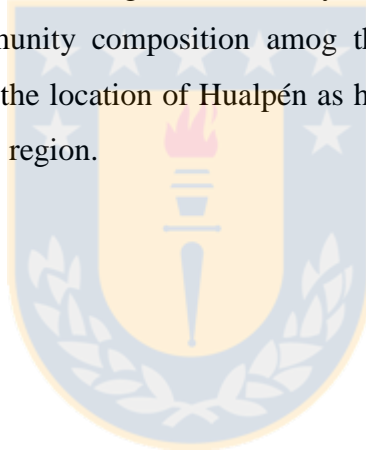 munity composition amog th
the location of Hualpén as h
region.